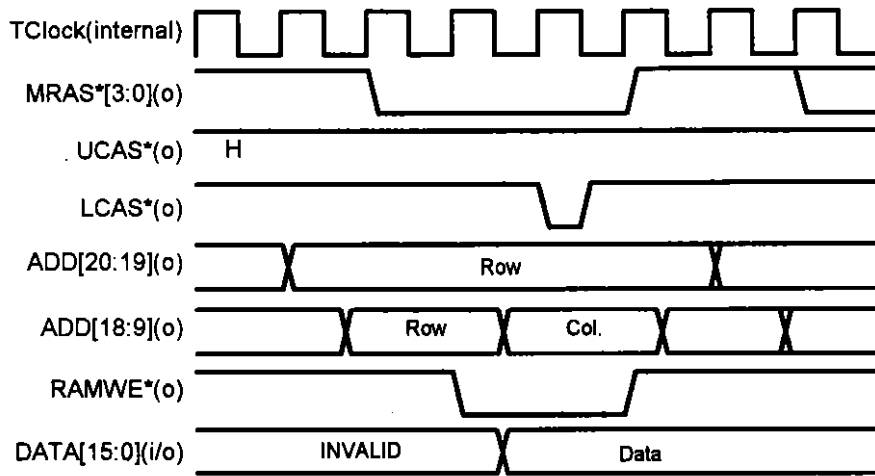 TClock(internal)
MRAS*[3:0](o)
UCAS*(o) H
LCAS*(o)
ADD[20:19](o) Row
ADD[18:9](o) Row Col.
RAMWE*(o)
DATA[15:0](i/o) INVALID Data